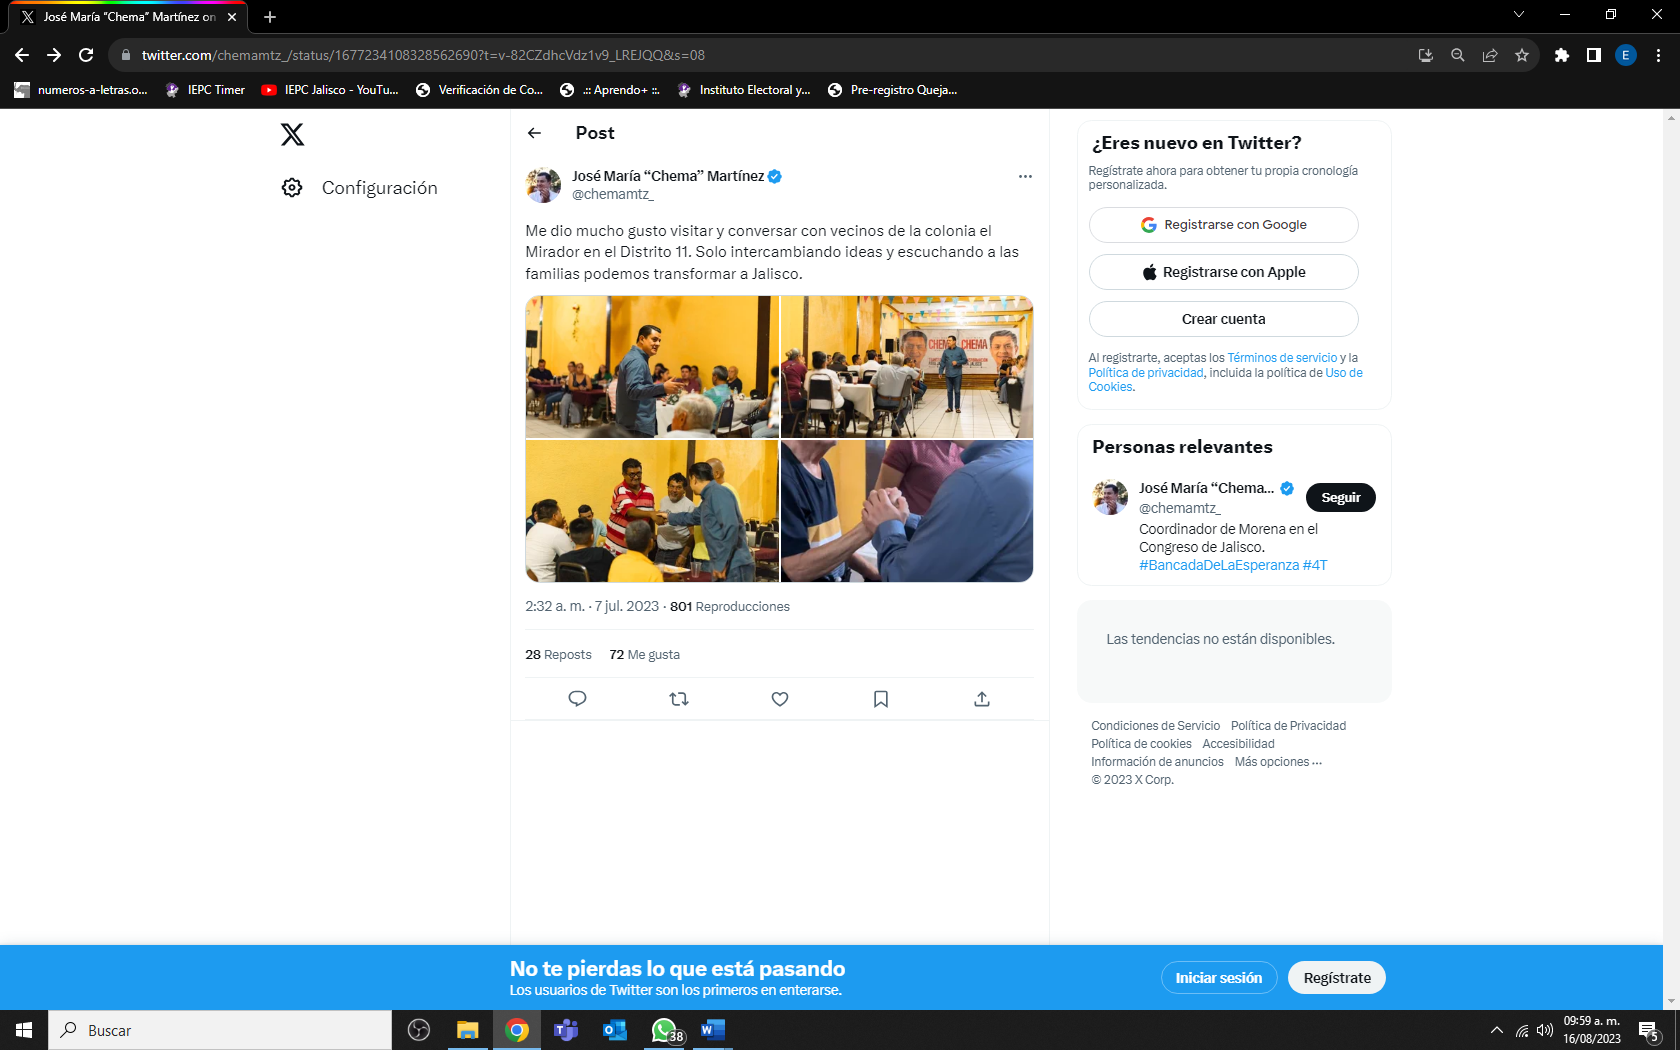 José María “Chema” Martínez on
twitter.com/chemamtz_/status/1677234108328562690?t=v-82CZdhcVdz1v9_LREJQQ&s=08
E
numeros-a-letras.o...
IEPC Timer
IEPC Jalisco - YouTu...
Verificación de Co...
.:: Aprendo+ ::.
Instituto Electoral y...
Pre-registro Queja...
Configuración
Post
José María “Chema” Martínez
@chemamtz_
Me dio mucho gusto visitar y conversar con vecinos de la colonia el
Mirador en el Distrito 11. Solo intercambiando ideas y escuchando a las
familias podemos transformar a Jalisco.
CHEMA
2:32 a. m. · 7 jul. 2023 · 801 Reproducciones
28 Reposts 72 Me gusta
¿Eres nuevo en Twitter?
Regístrate ahora para obtener tu propia cronología
personalizada.
Registrarse con Google
Registrarse con Apple
Crear cuenta
Al registrarte, aceptas los Términos de servicio y la
Política de privacidad, incluida la política de Uso de
Cookies.
Personas relevantes
José María “Chema...
Seguir
@chemamtz_
Coordinador de Morena en el
Congreso de Jalisco.
#BancadaDeLaEsperanza #4T
Las tendencias no están disponibles.
Condiciones de Servicio Política de Privacidad
Política de cookies Accesibilidad
Información de anuncios Más opciones ···
© 2023 X Corp.
No te pierdas lo que está pasando
Los usuarios de Twitter son los primeros en enterarse.
Iniciar sesión
Regístrate
Buscar
38
09:59 a. m.
16/08/2023
5